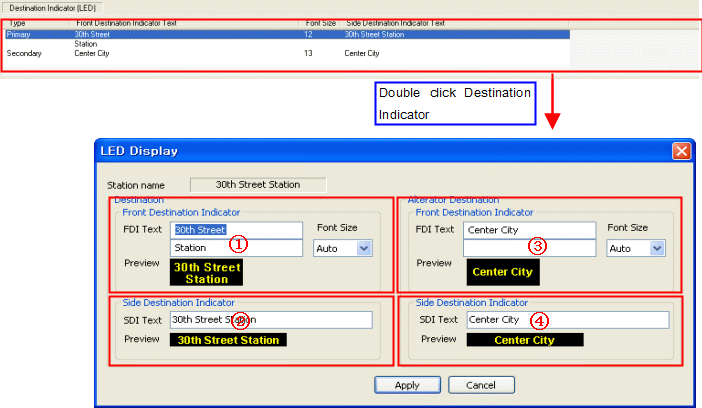 Destination Indicator (LED)
Type Front Destination Indicator Text Font Size Side Destination Indicator Text
Primary 30th Street 12 30th Street Station
Station
Secondary Center City 13 Center City
Double click Destination
Indicator
LED Display
Station name 30th Street Station
Destination
Front Destination Indicator
FDI Text 30th Street Font Size
Station ① Auto
Preview 30th Street
Station
Side Destination Indicator
SDI Text 30th Street Station ②
Preview 30th Street Station
Alterator Destination
Front Destination Indicator
FDI Text Center City Font Size
③ Auto
Preview Center City
Side Destination Indicator
SDI Text Center City ④
Preview Center City
Apply Cancel